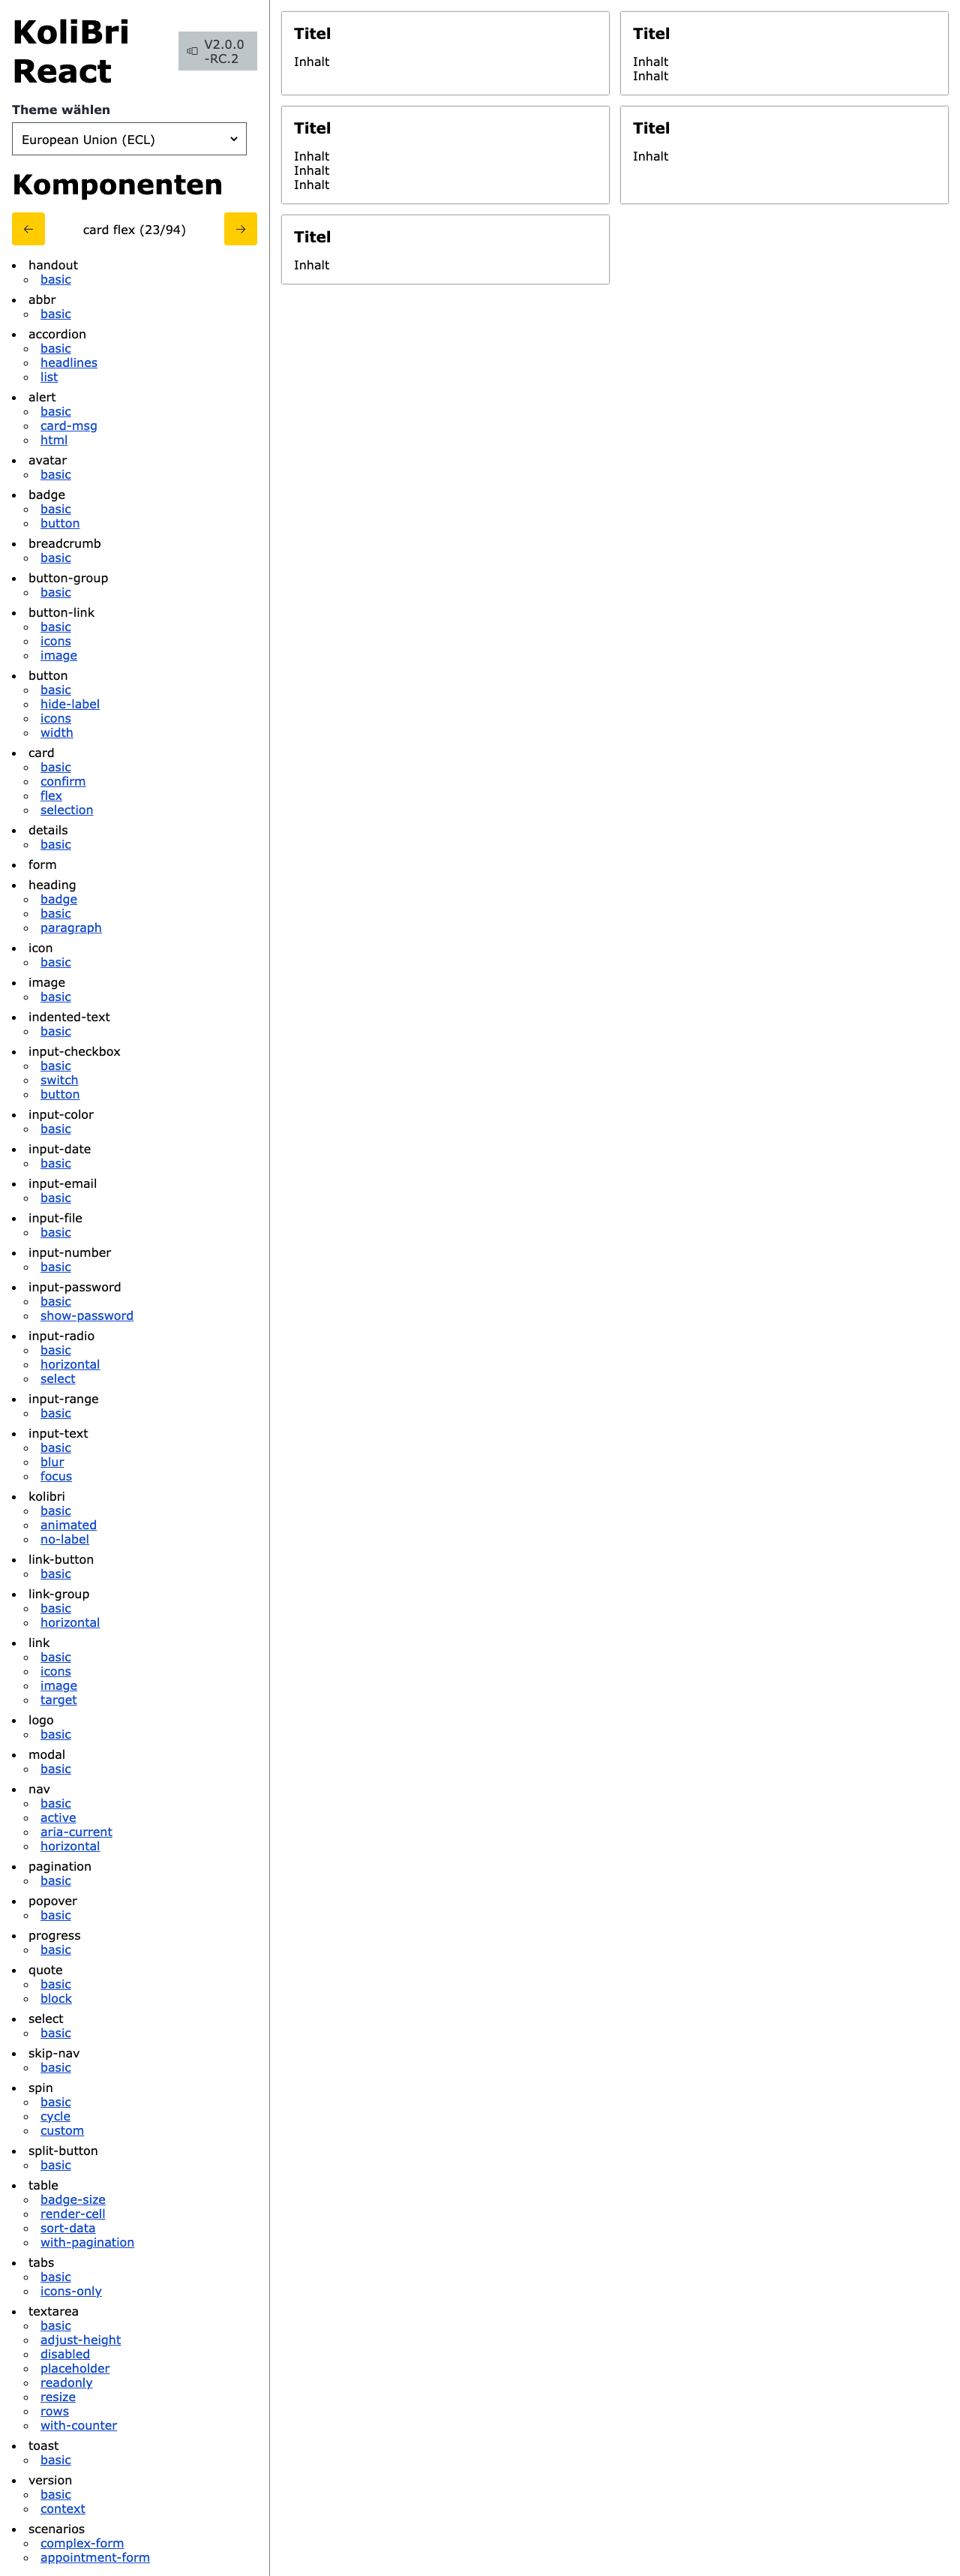 KoliBri
React
V2.0.0
-RC.2
Theme wählen
European Union (ECL)
Komponenten
← card flex (23/94) →
handout
basic
abbr
basic
accordion
basic
headlines
list
alert
basic
card-msg
html
avatar
basic
badge
basic
button
breadcrumb
basic
button-group
basic
button-link
basic
icons
image
button
basic
hide-label
icons
width
card
basic
confirm
flex
selection
details
basic
form
heading
badge
basic
paragraph
icon
basic
image
basic
indented-text
basic
input-checkbox
basic
switch
button
input-color
basic
input-date
basic
input-email
basic
input-file
basic
input-number
basic
input-password
basic
show-password
input-radio
basic
horizontal
select
input-range
basic
input-text
basic
blur
focus
kolibri
basic
animated
no-label
link-button
basic
link-group
basic
horizontal
link
basic
icons
image
target
logo
basic
modal
basic
nav
basic
active
aria-current
horizontal
pagination
basic
popover
basic
progress
basic
quote
basic
block
select
basic
skip-nav
basic
spin
basic
cycle
custom
split-button
basic
table
badge-size
render-cell
sort-data
with-pagination
tabs
basic
icons-only
textarea
basic
adjust-height
disabled
placeholder
readonly
resize
rows
with-counter
toast
basic
version
basic
context
scenarios
complex-form
appointment-form
Titel
Inhalt
Titel
Inhalt
Inhalt
Titel
Inhalt
Inhalt
Inhalt
Titel
Inhalt
Titel
Inhalt